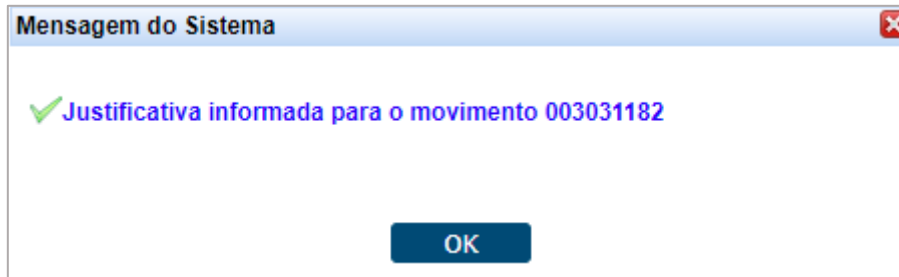 Mensagem do Sistema
Justificativa informada para o movimento 003031182
OK